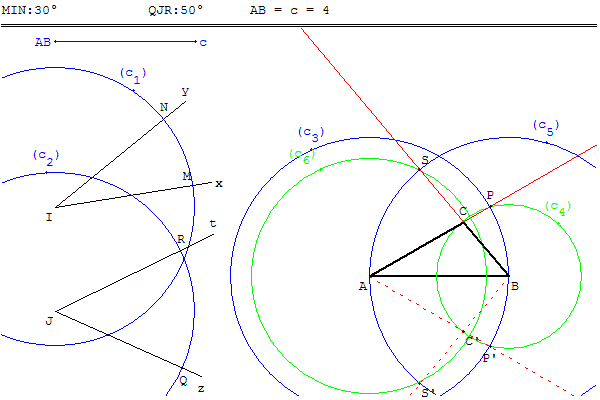 MIN:30° QJR:50° AB = c = 4
AB c
(c1)
y
N
(c2)
M
x
I
t
R
J
Q
z
(c3)
(c5)
(c6)
S
P
C
(c4)
A
B
C'
P'
S'